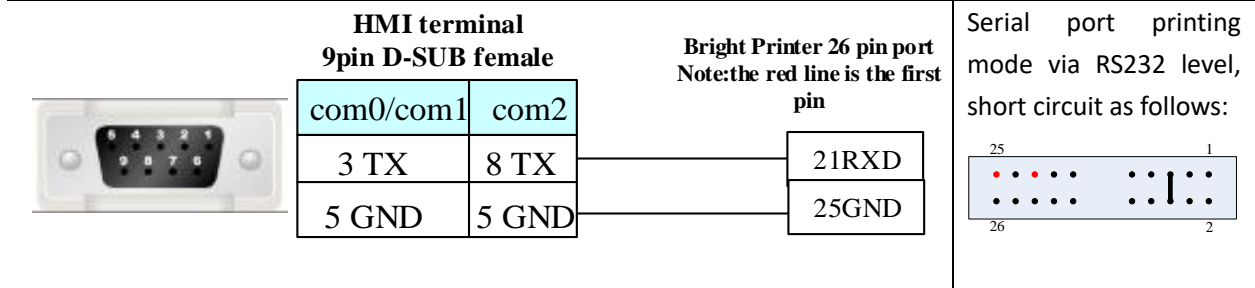 HMI terminal
9pin D-SUB female
Bright Printer 26 pin port
Note:the red line is the first
pin
5 4 3 2 1
9 8 7 6
com0/com1 com2
3 TX 8 TX
5 GND 5 GND
21RXD
25GND
Serial port printing
mode via RS232 level,
short circuit as follows:
25 1
26 2